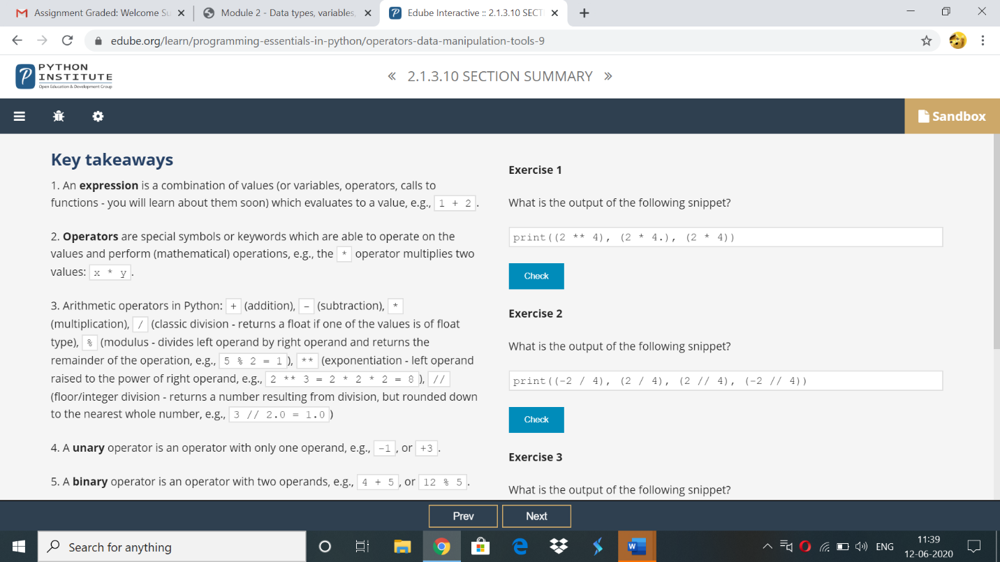 Assignment Graded: Welcome Su
Module 2 - Data types, variables,
Edube Interactive :: 2.1.3.10 SECTI
edube.org/learn/programming-essentials-in-python/operators-data-manipulation-tools-9
PYTHON
INSTITUTE
Open Education & Development Group
« 2.1.3.10 SECTION SUMMARY »
Sandbox
Key takeaways
1. An expression is a combination of values (or variables, operators, calls to
functions - you will learn about them soon) which evaluates to a value, e.g., 1 + 2.
2. Operators are special symbols or keywords which are able to operate on the
values and perform (mathematical) operations, e.g., the * operator multiplies two
values: x * y.
3. Arithmetic operators in Python: + (addition), - (subtraction), *
(multiplication), / (classic division - returns a float if one of the values is of float
type), % (modulus - divides left operand by right operand and returns the
remainder of the operation, e.g., 5 % 2 = 1), ** (exponentiation - left operand
raised to the power of right operand, e.g., 2 ** 3 = 2 * 2 * 2 = 8), //
(floor/integer division - returns a number resulting from division, but rounded down
to the nearest whole number, e.g., 3 // 2.0 = 1.0)
4. A unary operator is an operator with only one operand, e.g., -1, or +3.
5. A binary operator is an operator with two operands, e.g., 4 + 5, or 12 % 5.
Exercise 1
What is the output of the following snippet?
print((2 ** 4), (2 * 4.), (2 * 4))
Check
Exercise 2
What is the output of the following snippet?
print((-2 / 4), (2 / 4), (2 // 4), (-2 // 4))
Check
Exercise 3
What is the output of the following snippet?
Prev
Next
Search for anything
ENG
11:39
12-06-2020